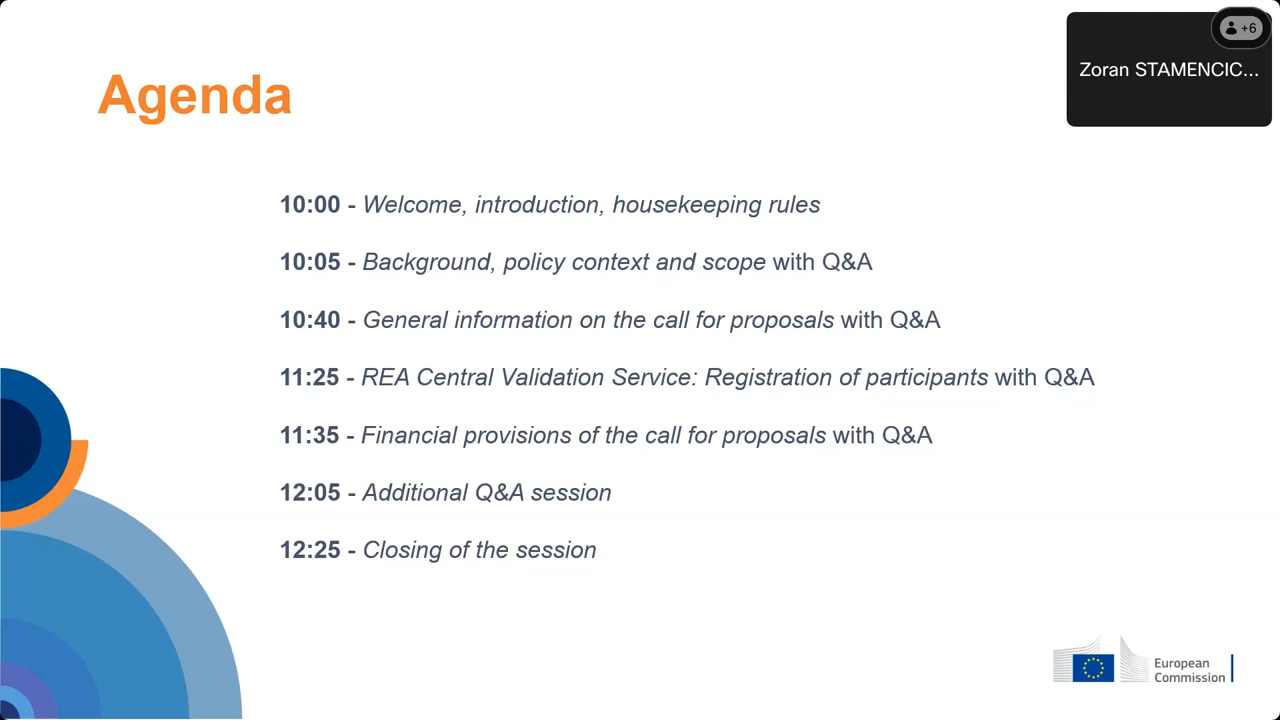 +6
Zoran STAMENCIC...
Agenda
10:00 - Welcome, introduction, housekeeping rules
10:05 - Background, policy context and scope with Q&A
10:40 - General information on the call for proposals with Q&A
11:25 - REA Central Validation Service: Registration of participants with Q&A
11:35 - Financial provisions of the call for proposals with Q&A
12:05 - Additional Q&A session
12:25 - Closing of the session
European
Commission